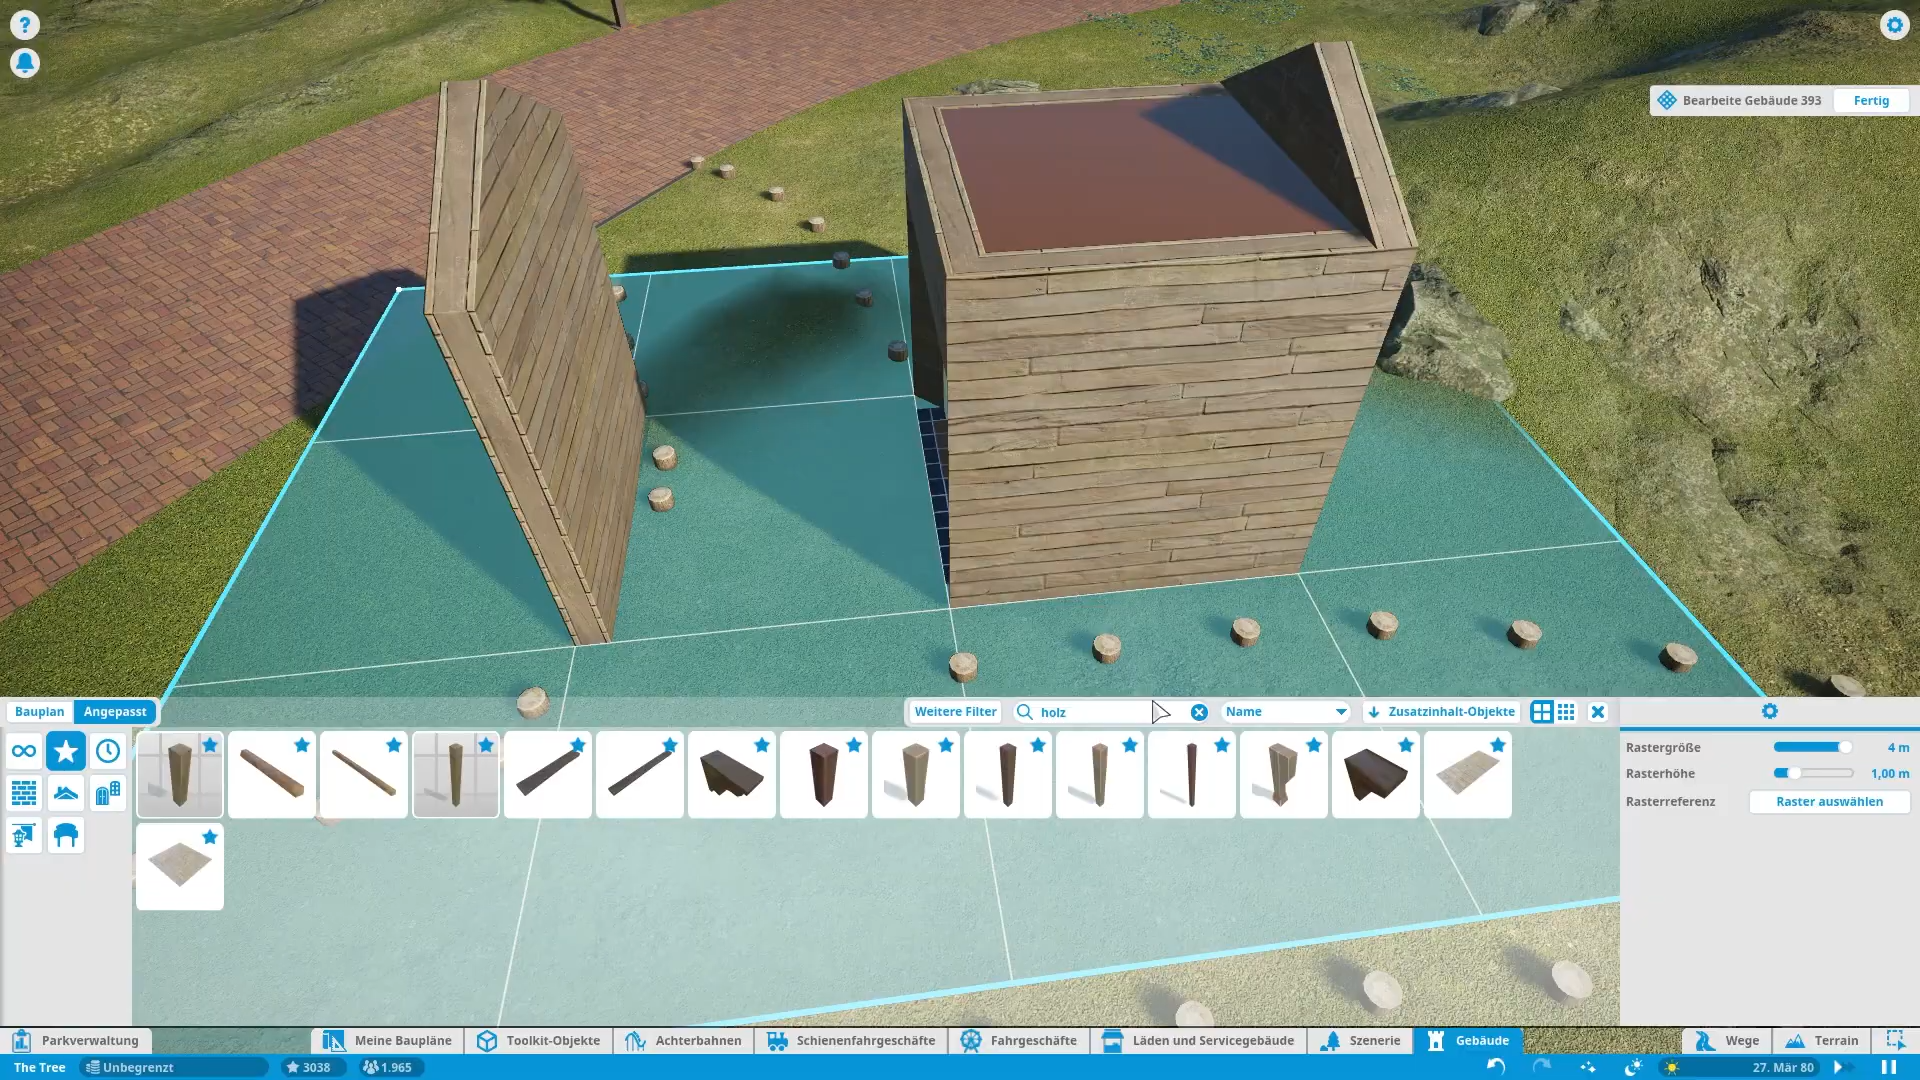 ?
Bearbeite Gebäude 393
Fertig
Bauplan
Angepasst
Weitere Filter
holz
Name
Zusatzinhalt-Objekte
Rastergröße
4 m
Rasterhöhe
1,00 m
Rasterreferenz
Raster auswählen
Parkverwaltung
Meine Baupläne
Toolkit-Objekte
Achterbahnen
Schienenfahrgeschäfte
Fahrgeschäfte
Läden und Servicegebäude
Szenerie
Gebäude
Wege
Terrain
The Tree
Unbegrenzt
3038
1.965
27. Mär 80